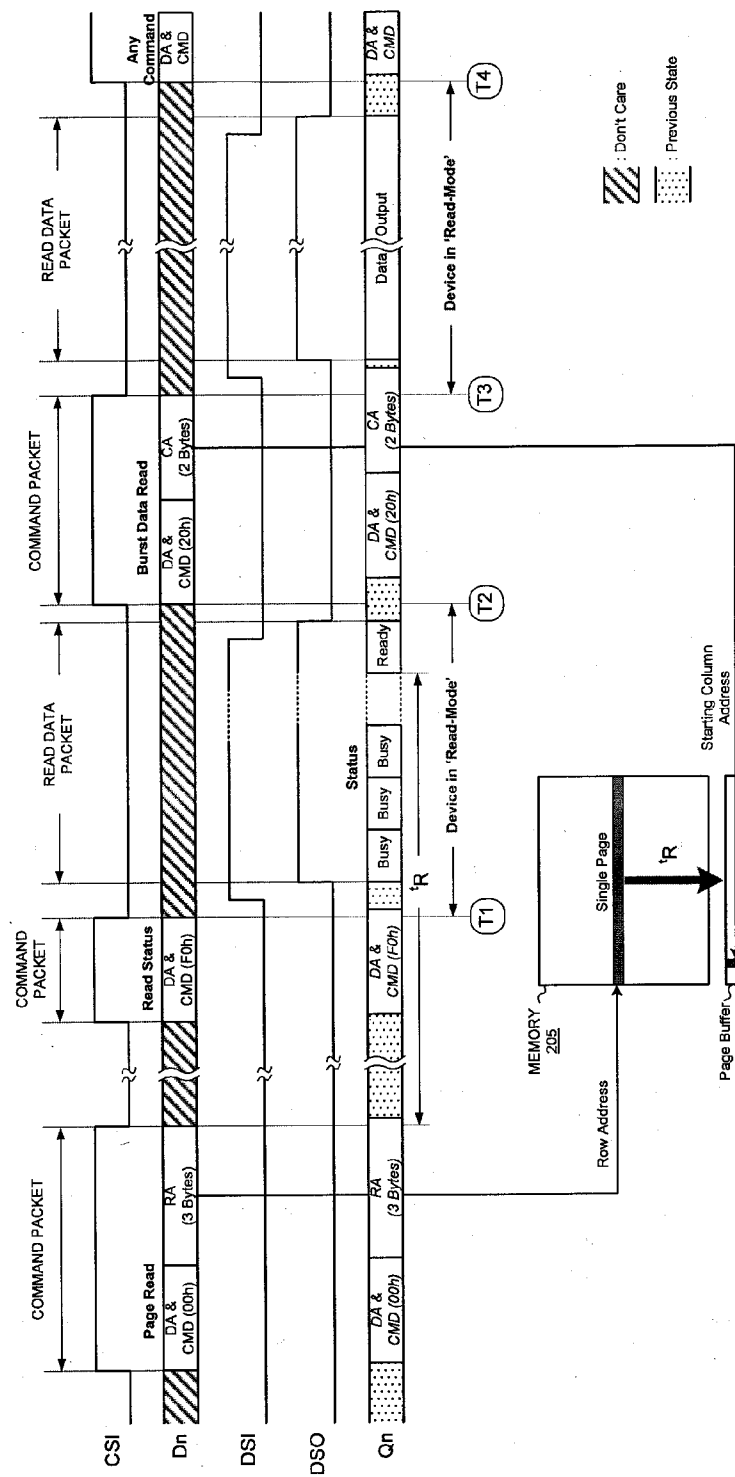 COMMAND PACKET
COMMAND
PACKET
READ DATA
PACKET
COMMAND PACKET
READ DATA
PACKET
CSI
Page Read
Read Status
Burst Data Read
Any
Command
Dn
DA &
CMD (00h)
RA
(3 Bytes)
DA &
CMD (F0h)
DA &
CMD (20h)
CA
(2 Bytes)
DA &
CMD
DSI
DSO
Status
Qn
DA &
CMD (00h)
RA
(3 Bytes)
DA &
CMD (F0h)
Busy
Busy
Busy
Ready
DA &
CMD (20h)
CA
(2 Bytes)
Data
Output
DA &
CMD
tR
Device in 'Read-Mode'
Device in 'Read-Mode'
T1
T2
T3
T4
MEMORY
205
Row Address
Single Page
tR
Starting Column
Address
Page Buffer
: Don't Care
: Previous State